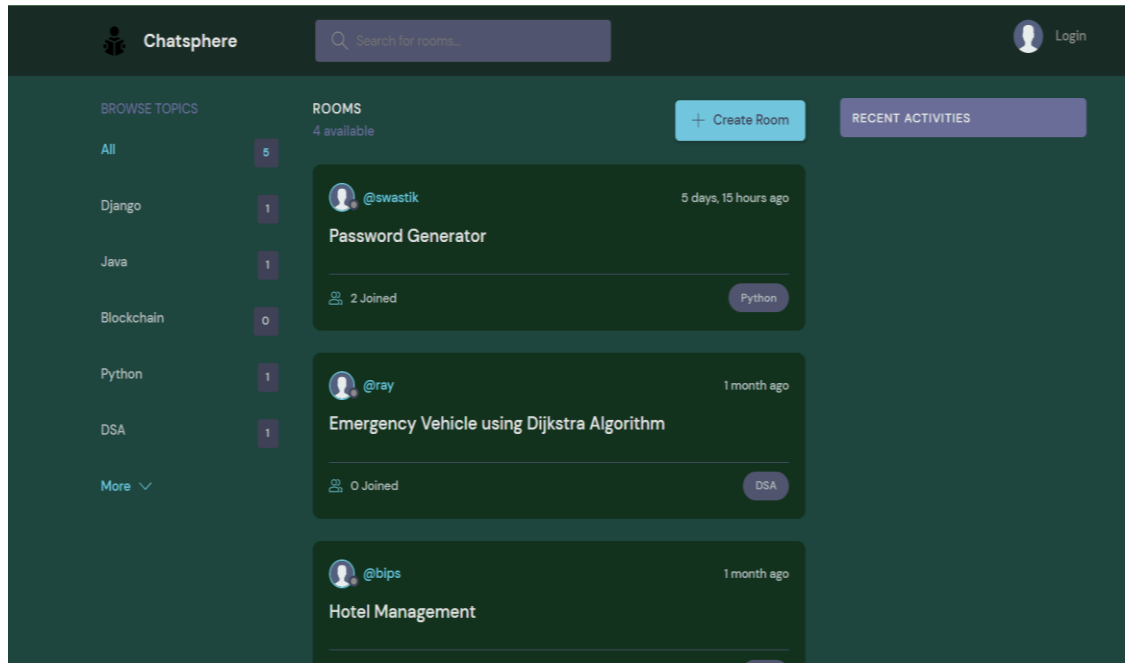 Chatsphere
Search for rooms...
Login
BROWSE TOPICS
All 5
Django 1
Java 1
Blockchain 0
Python 1
DSA 1
More
ROOMS
4 available
+ Create Room
@swastik 5 days, 15 hours ago
Password Generator
2 Joined Python
@ray 1 month ago
Emergency Vehicle using Dijkstra Algorithm
0 Joined DSA
@bips 1 month ago
Hotel Management
RECENT ACTIVITIES